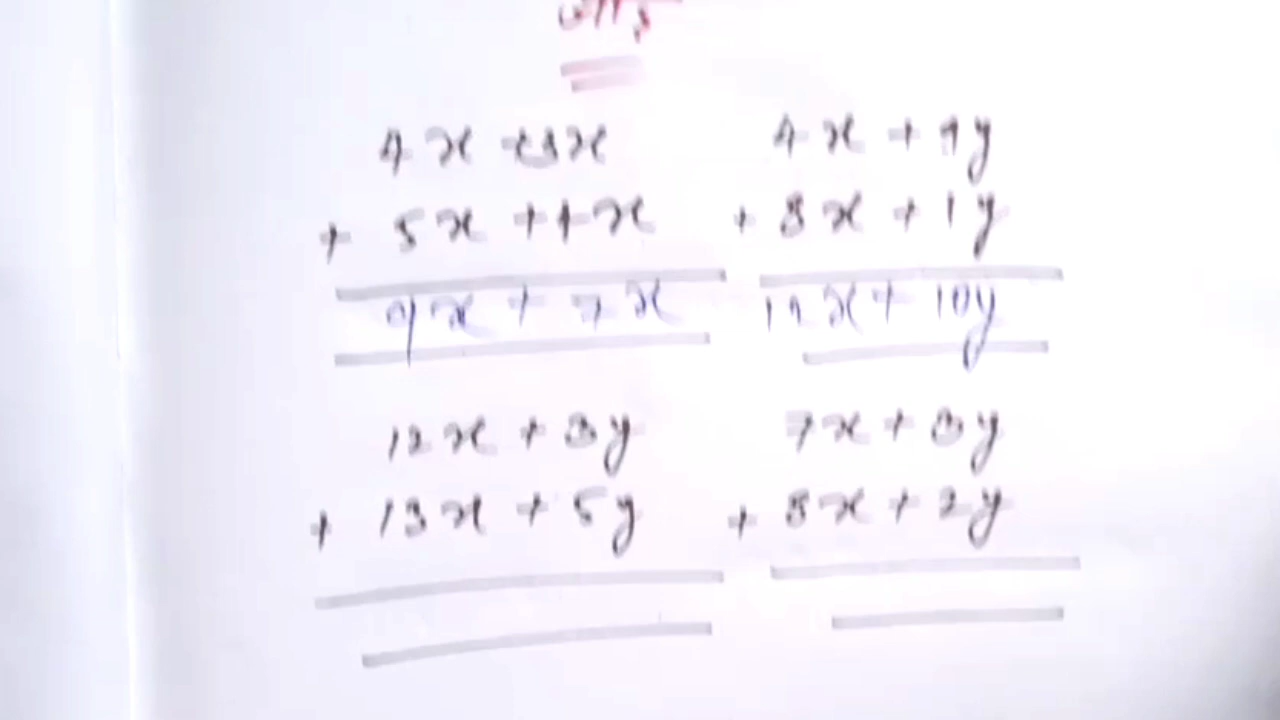 4x +3x
+ 5x +4x
9x + 7x
4x + 9y
+ 8x + 1y
12x + 10y
12x + 3y
+ 13x + 5y
7x + 3y
+ 8x + 2y